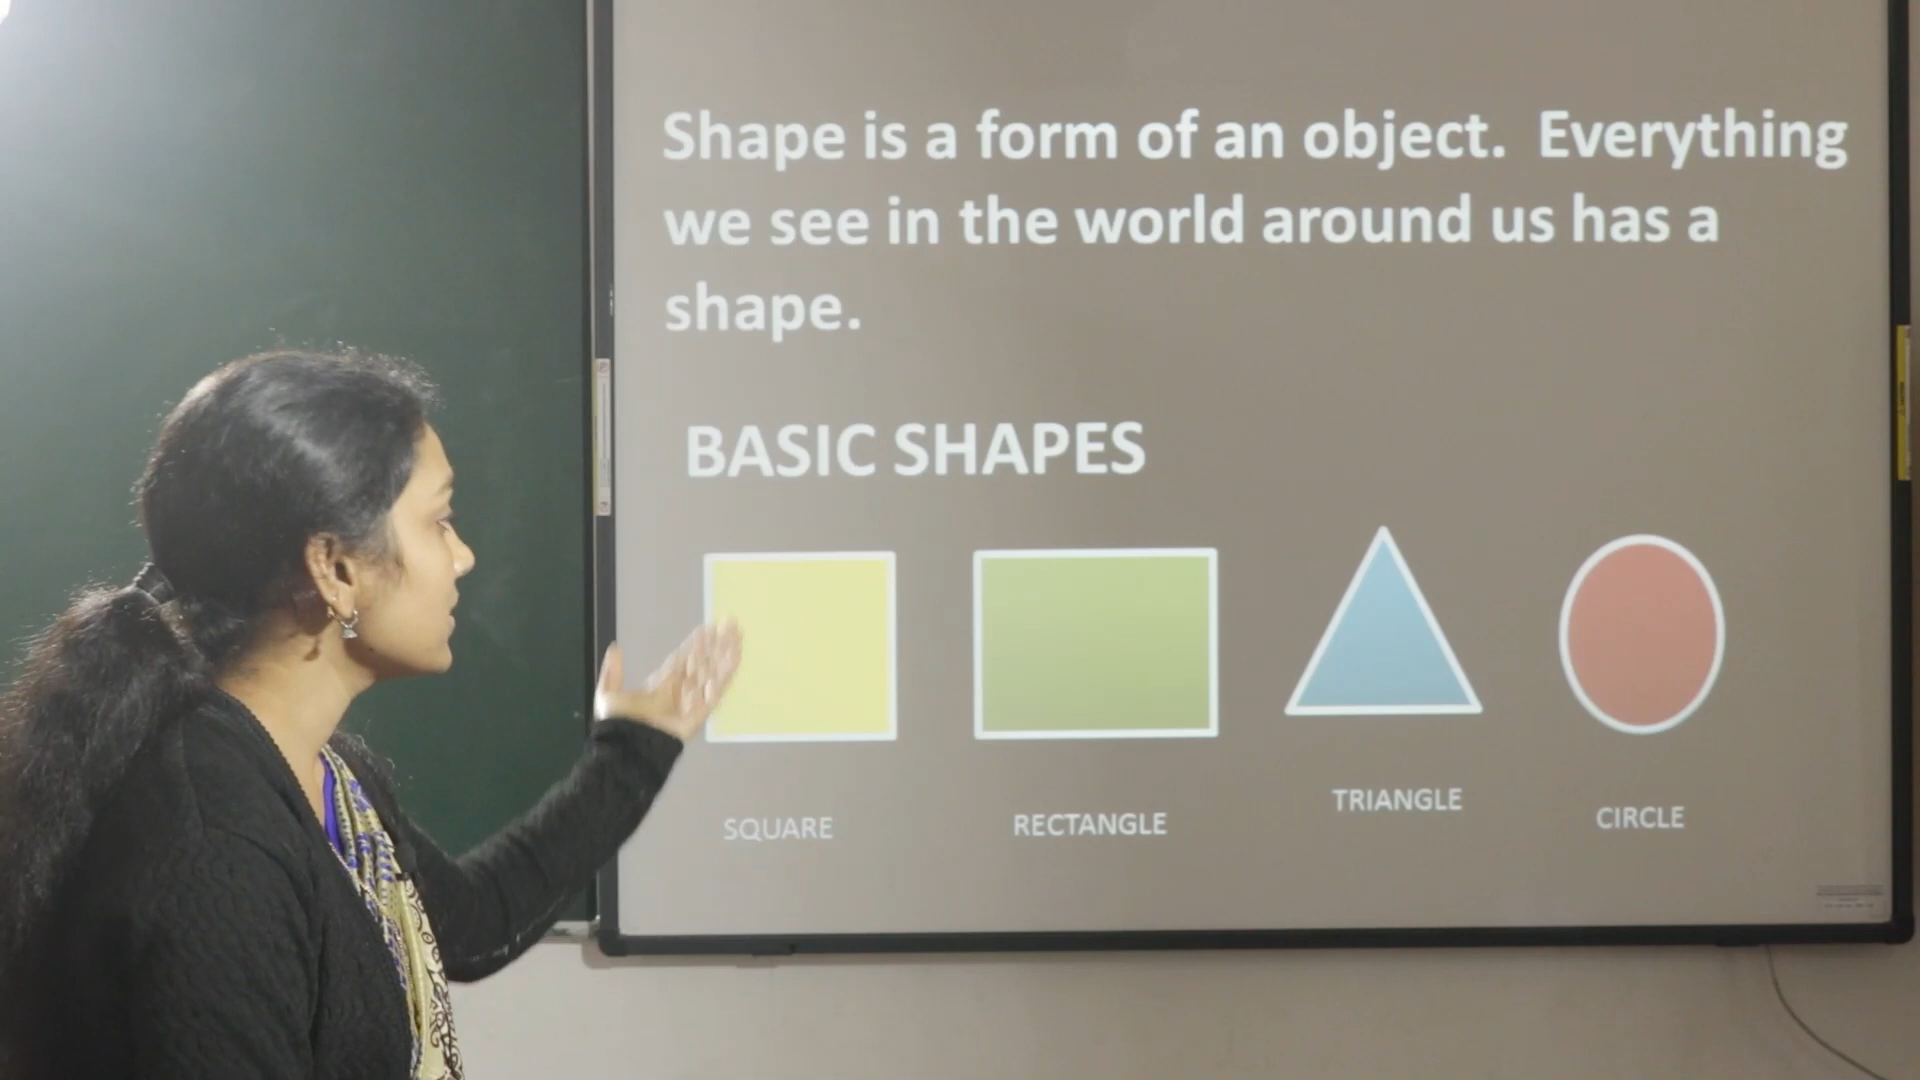 Shape is a form of an object. Everything
we see in the world around us has a
shape.
BASIC SHAPES
SQUARE
RECTANGLE
TRIANGLE
CIRCLE